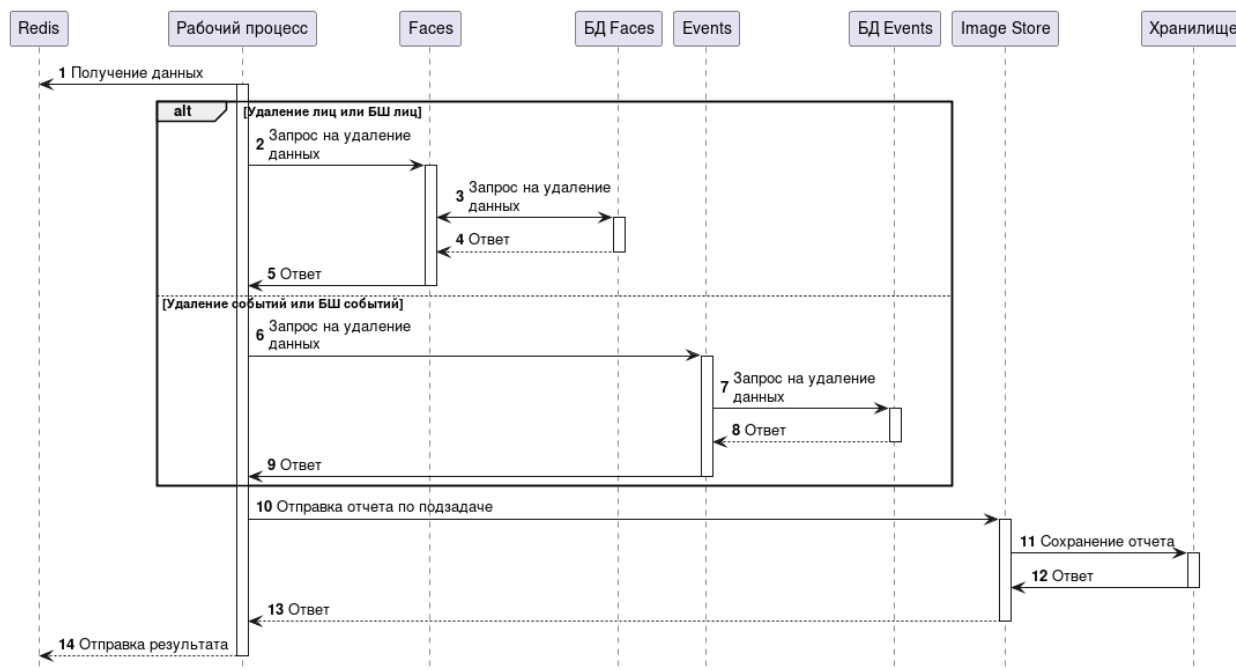 Redis
Рабочий процесс
Faces
БД Faces
Events
БД Events
Image Store
Хранилище
1 Получение данных
alt
[Удаление лиц или БШ лиц]
2 Запрос на удаление
данных
3 Запрос на удаление
данных
4 Ответ
5 Ответ
[Удаление событий или БШ событий]
6 Запрос на удаление
данных
7 Запрос на удаление
данных
8 Ответ
9 Ответ
10 Отправка отчета по подзадаче
11 Сохранение отчета
12 Ответ
13 Ответ
14 Отправка результата